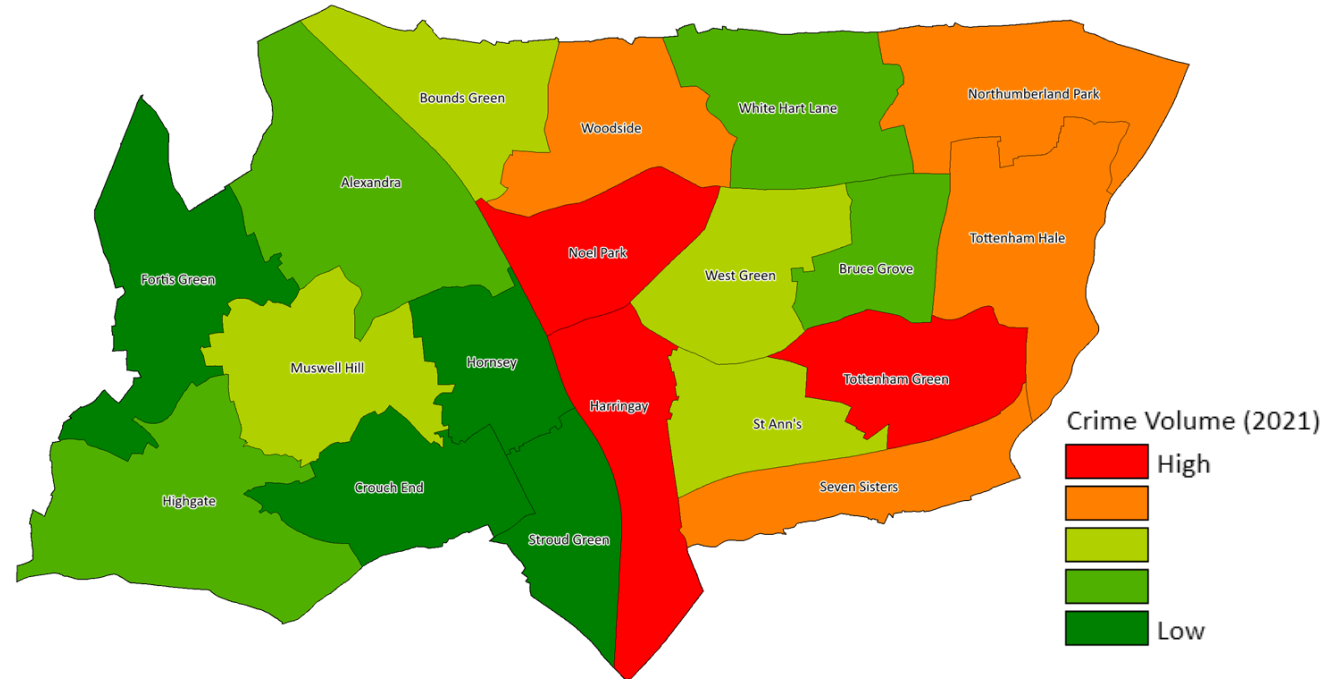 Bounds Green
Woodside
White Hart Lane
Northumberland Park
Alexandra
Noel Park
West Green
Bruce Grove
Tottenham Hale
Fortis Green
Muswell Hill
Hornsey
Harringay
Tottenham Green
St Ann's
Highgate
Crouch End
Stroud Green
Seven Sisters
Crime Volume (2021)
High
Low